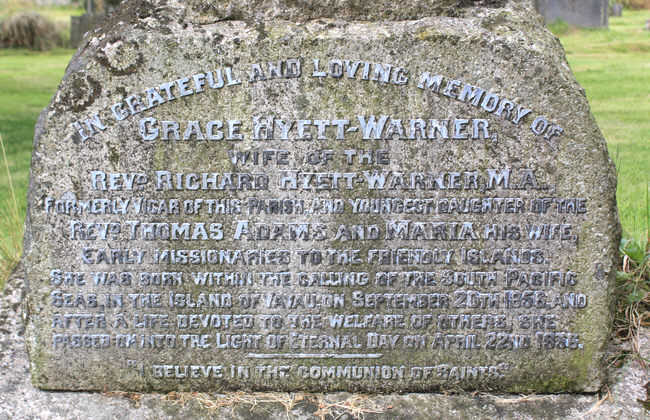 IN GRATEFUL AND LOVING MEMORY OF
GRACE HYETT-WARNER,
WIFE OF THE
REVD. RICHARD HYETT-WARNER M.A.,
FORMERLY VICAR OF THIS PARISH AND YOUNGEST DAUGHTER OF THE
REVD. THOMAS ADAMS AND MARIA HIS WIFE,
EARLY MISSIONARIES TO THE FRIENDLY ISLANDS.
SHE WAS BORN WITHIN THE CALLING OF THE SOUTH PACIFIC
SEAS, IN THE ISLAND OF VAVAU, ON SEPTEMBER 20TH AND
AFTER A LIFE DEVOTED TO THE WELFARE OF OTHERS, SHE
PASSED ON INTO THE LIGHT OF ETERNAL DAY ON APRIL 22ND
"I BELIEVE IN THE COMMUNION OF SAINTS"